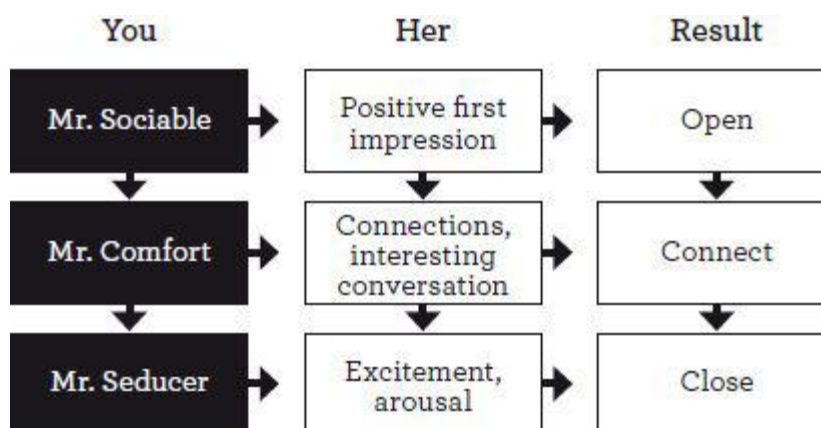 You Her Result
Mr. Sociable
Positive first
impression
Open
Mr. Comfort
Connections,
interesting
conversation
Connect
Mr. Seducer
Excitement,
arousal
Close